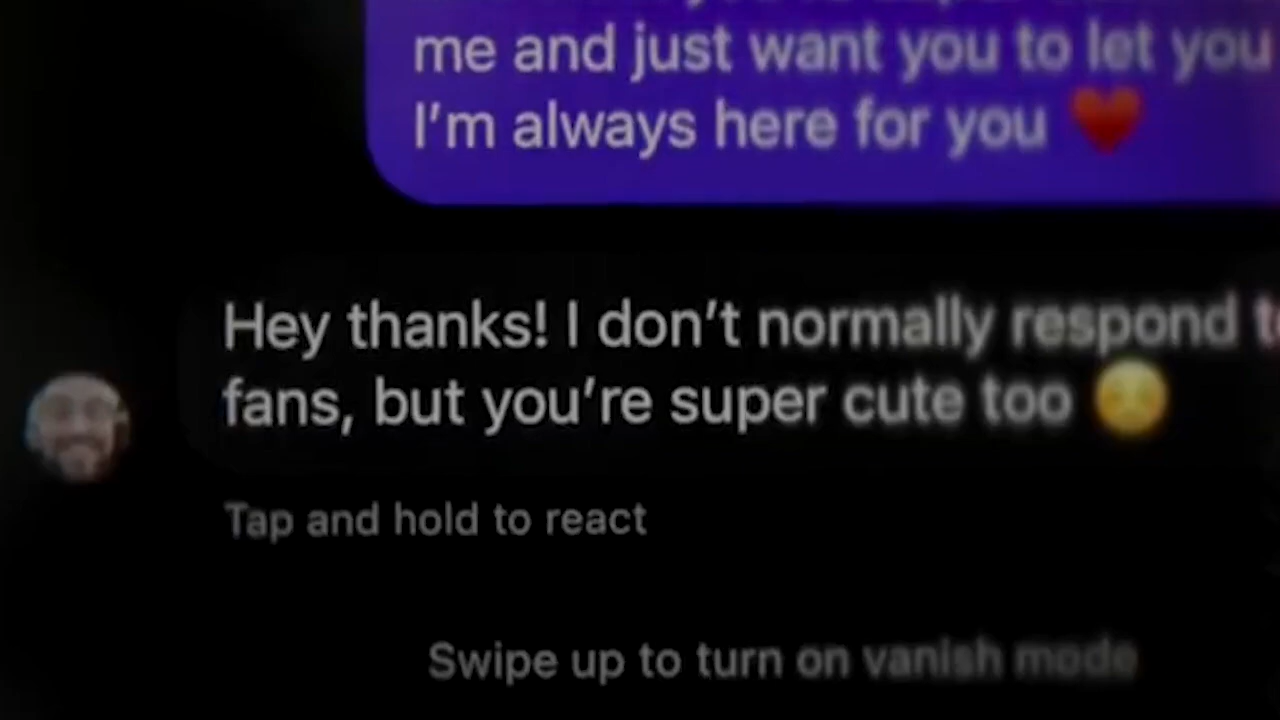 me and just want you to let you
I'm always here for you ❤️
Hey thanks! I don't normally respond
fans, but you're super cute too
Tap and hold to react
Swipe up to turn on vanish mode